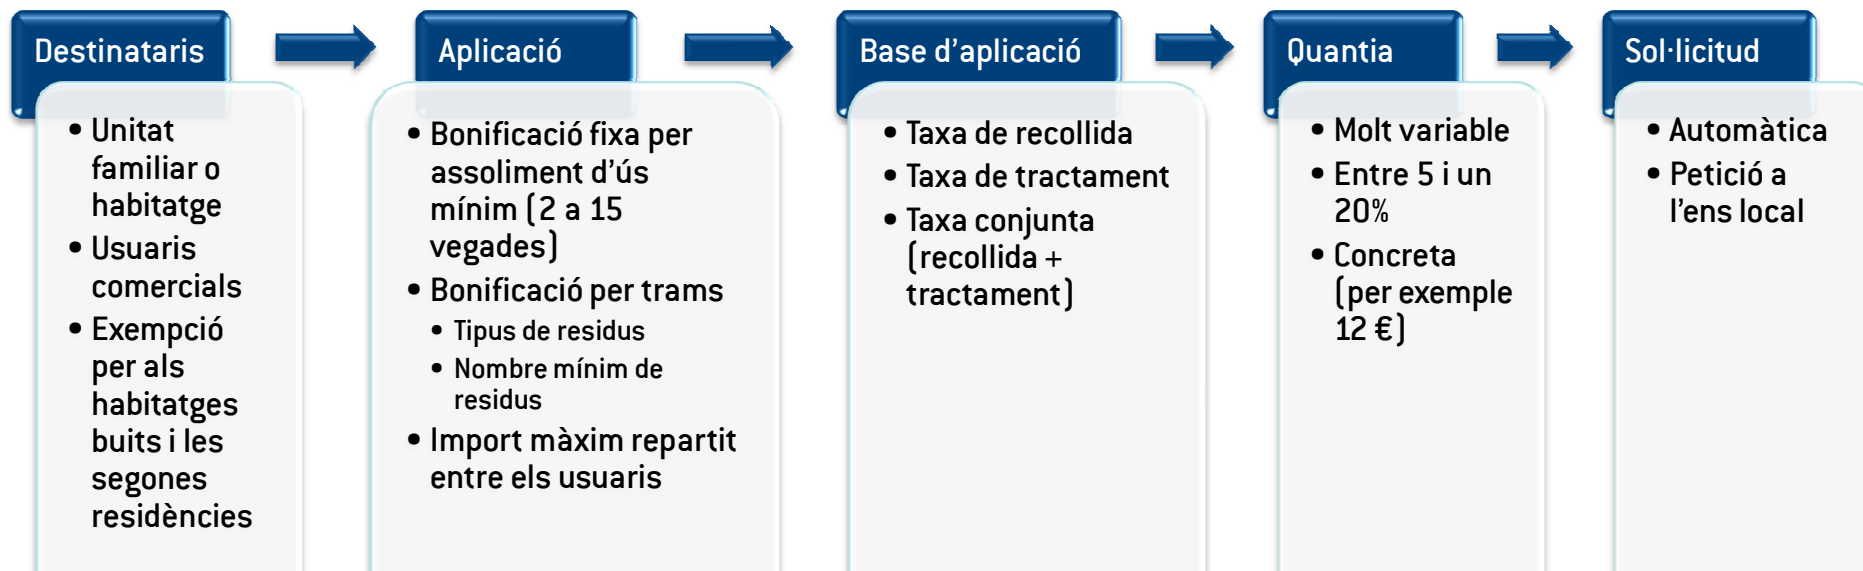 Destinataris
• Unitat
familiar o
habitatge
• Usuaris
comercials
• Exempció
per als
habitatges
buits i les
segones
residències
Aplicació
• Bonificació fixa per
assoliment d'ús
mínim (2 a 15
vegades)
• Bonificació per trams
• Tipus de residus
• Nombre mínim de
residus
• Import màxim repartit
entre els usuaris
Base d'aplicació
• Taxa de recollida
• Taxa de tractament
• Taxa conjunta
(recollida +
tractament)
Quantia
• Molt variable
• Entre 5 i un
20%
• Concreta
(per exemple
12 €)
Sol·licitud
• Automàtica
• Petició a
l'ens local